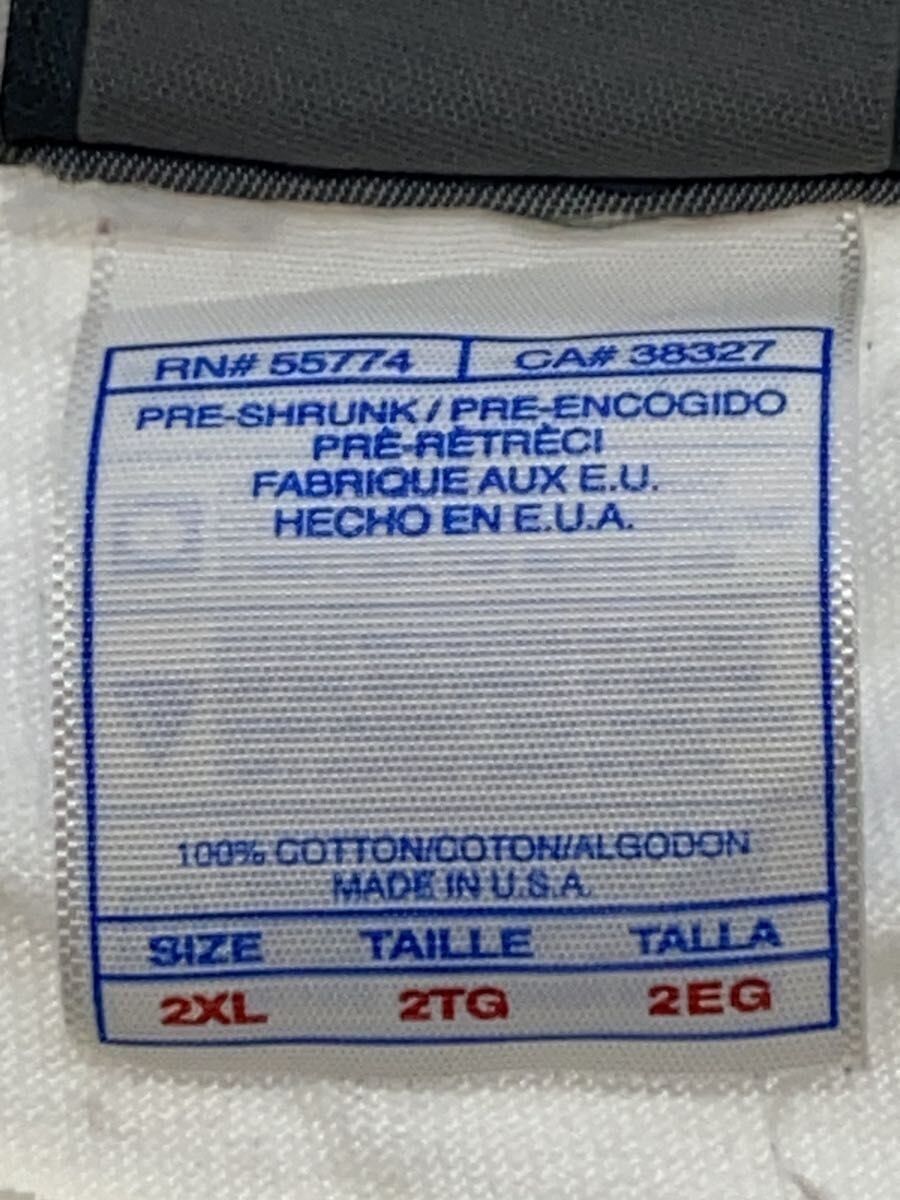 RN# 55774 CA# 38327
PRE-SHRUNK / PRE-ENCOGIDO
PRÉ-RÉTRÉCI
FABRIQUE AUX E.U.
HECHO EN E.U.A.
100% COTTON/COTON/ALGODON
MADE IN U.S.A.
SIZE TAILLE TALLA
2XL 2TG 2EG